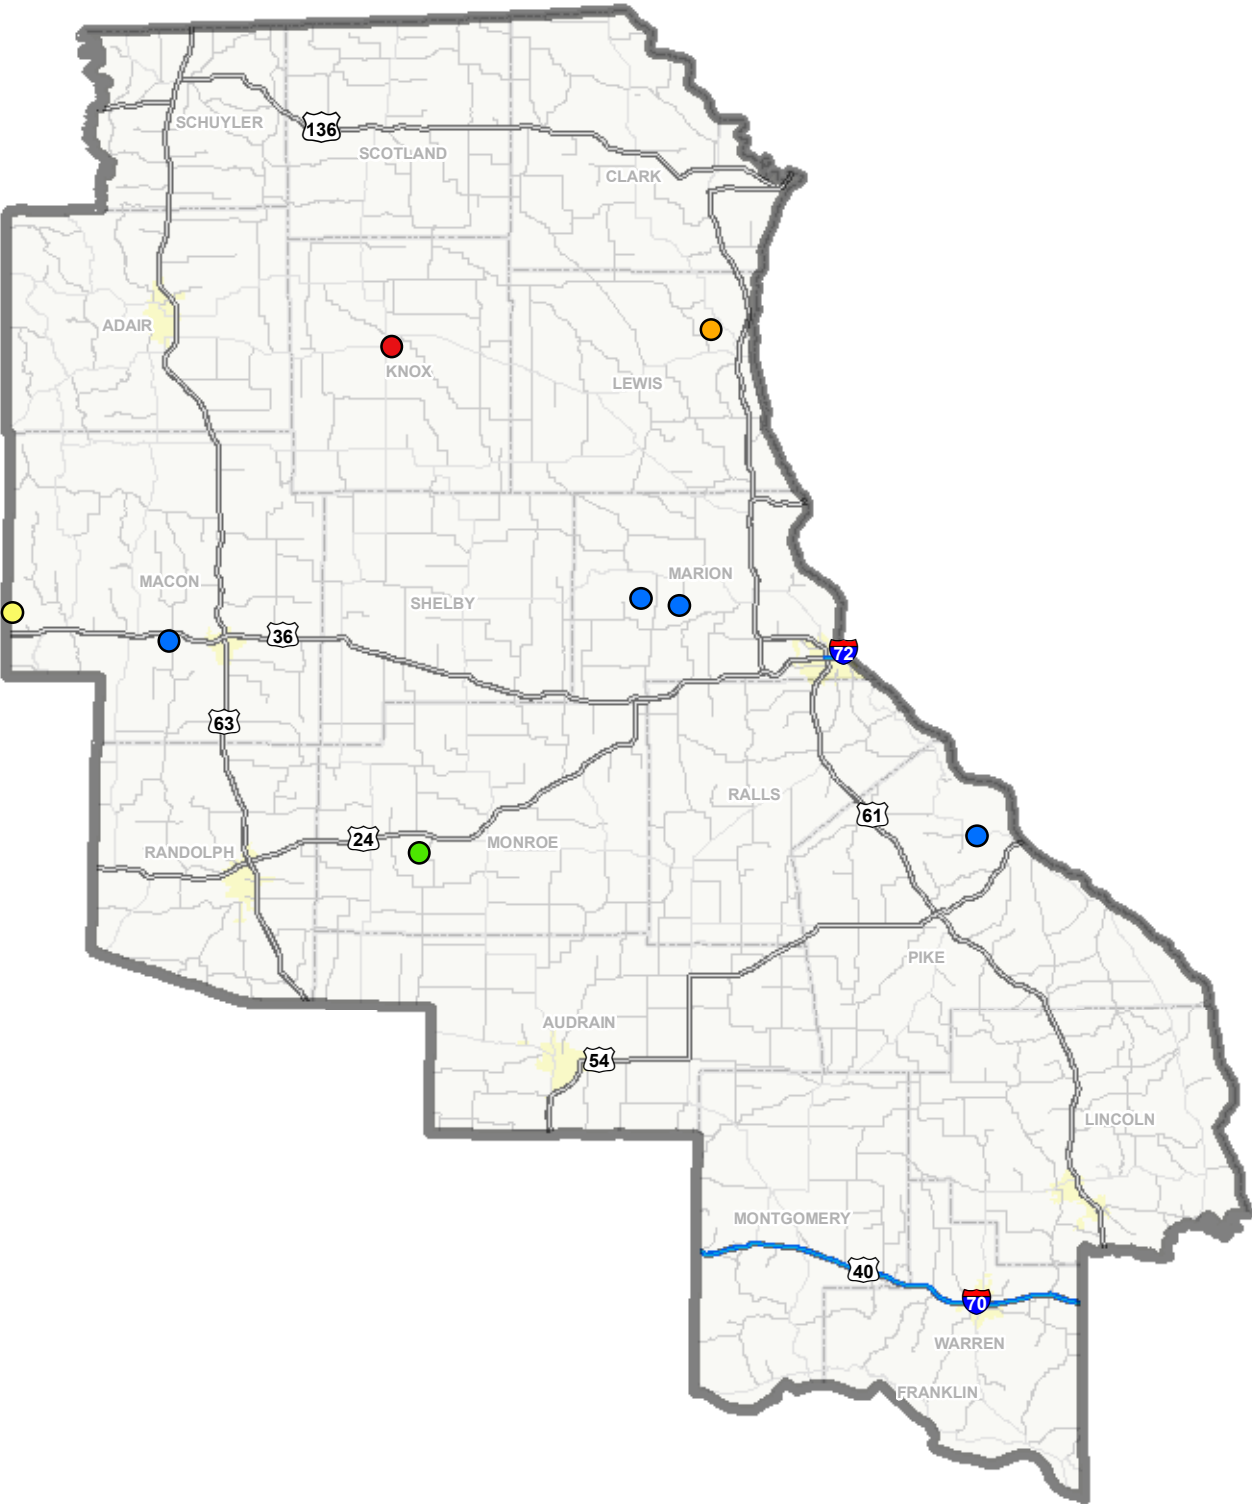 SCHUYLER
136
SCOTLAND
CLARK
ADAIR
KNOX
LEWIS
MACON
MARION
SHELBY
36
72
63
RALLS
61
24
MONROE
RANDOLPH
PIKE
AUDRAIN
54
LINCOLN
MONTGOMERY
40
70
WARREN
FRANKLIN